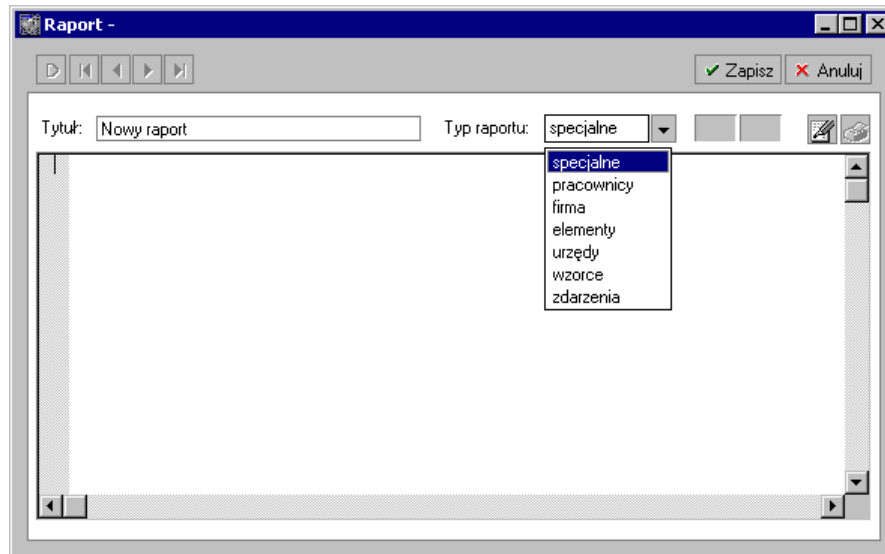 Raport -
Zapisz Anuluj
Tytuł: Nowy raport Typ raportu: specjalne
specjalne
pracownicy
firma
elementy
urzędy
wzorce
zdarzenia